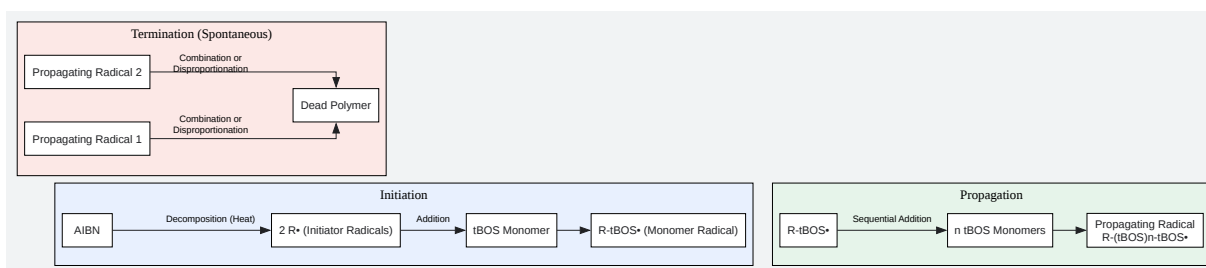 Termination (Spontaneous)
Propagating Radical 2
Combination or
Disproportionation
Dead Polymer
Propagating Radical 1
Combination or
Disproportionation
Initiation
AIBN
Decomposition (Heat)
2 R• (Initiator Radicals)
Addition
tBOS Monomer
R-tBOS• (Monomer Radical)
Propagation
R-tBOS•
Sequential Addition
n tBOS Monomers
Propagating Radical
R-(tBOS)n-tBOS•